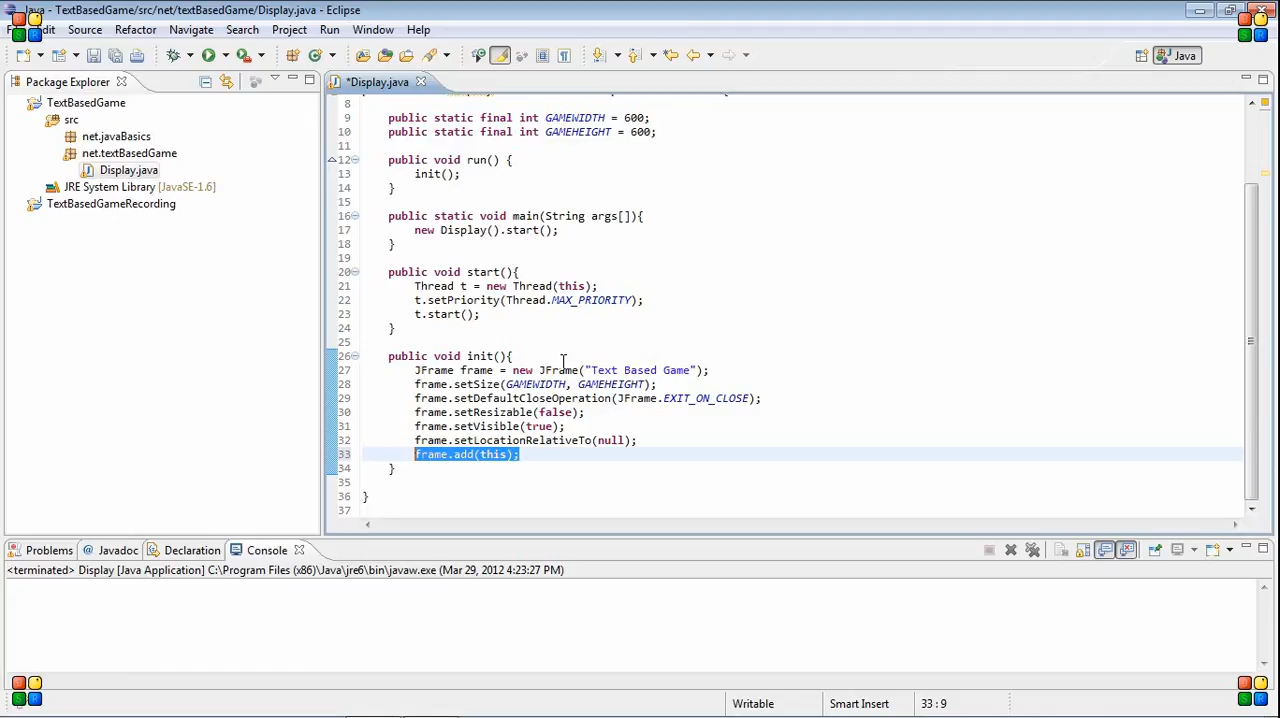 Java - TextBasedGame/src/net/textBasedGame/Display.java - Eclipse
Source Refactor Navigate Search Project Run Window Help
Java
Package Explorer
*Display.java
TextBasedGame
src
net.javaBasics
net.textBasedGame
Display.java
JRE System Library [JavaSE-1.6]
TextBasedGameRecording
8
9 public static final int GAMEWIDTH = 600;
10 public static final int GAMEHEIGHT = 600;
11
12 public void run() {
13 init();
14 }
15
16 public static void main(String args[]){
17 new Display().start();
18 }
19
20 public void start(){
21 Thread t = new Thread(this);
22 t.setPriority(Thread.MAX_PRIORITY);
23 t.start();
24 }
25
26 public void init(){
27 JFrame frame = new JFrame("Text Based Game");
28 frame.setSize(GAMEWIDTH, GAMEHEIGHT);
29 frame.setDefaultCloseOperation(JFrame.EXIT_ON_CLOSE);
30 frame.setResizable(false);
31 frame.setVisible(true);
32 frame.setLocationRelativeTo(null);
33 frame.add(this);
34 }
35
36 }
37
Problems Javadoc Declaration Console
<terminated> Display [Java Application] C:\Program Files (x86)\Java\jre6\bin\javaw.exe (Mar 29, 2012 4:23:27 PM)
Writable Smart Insert 33 : 9